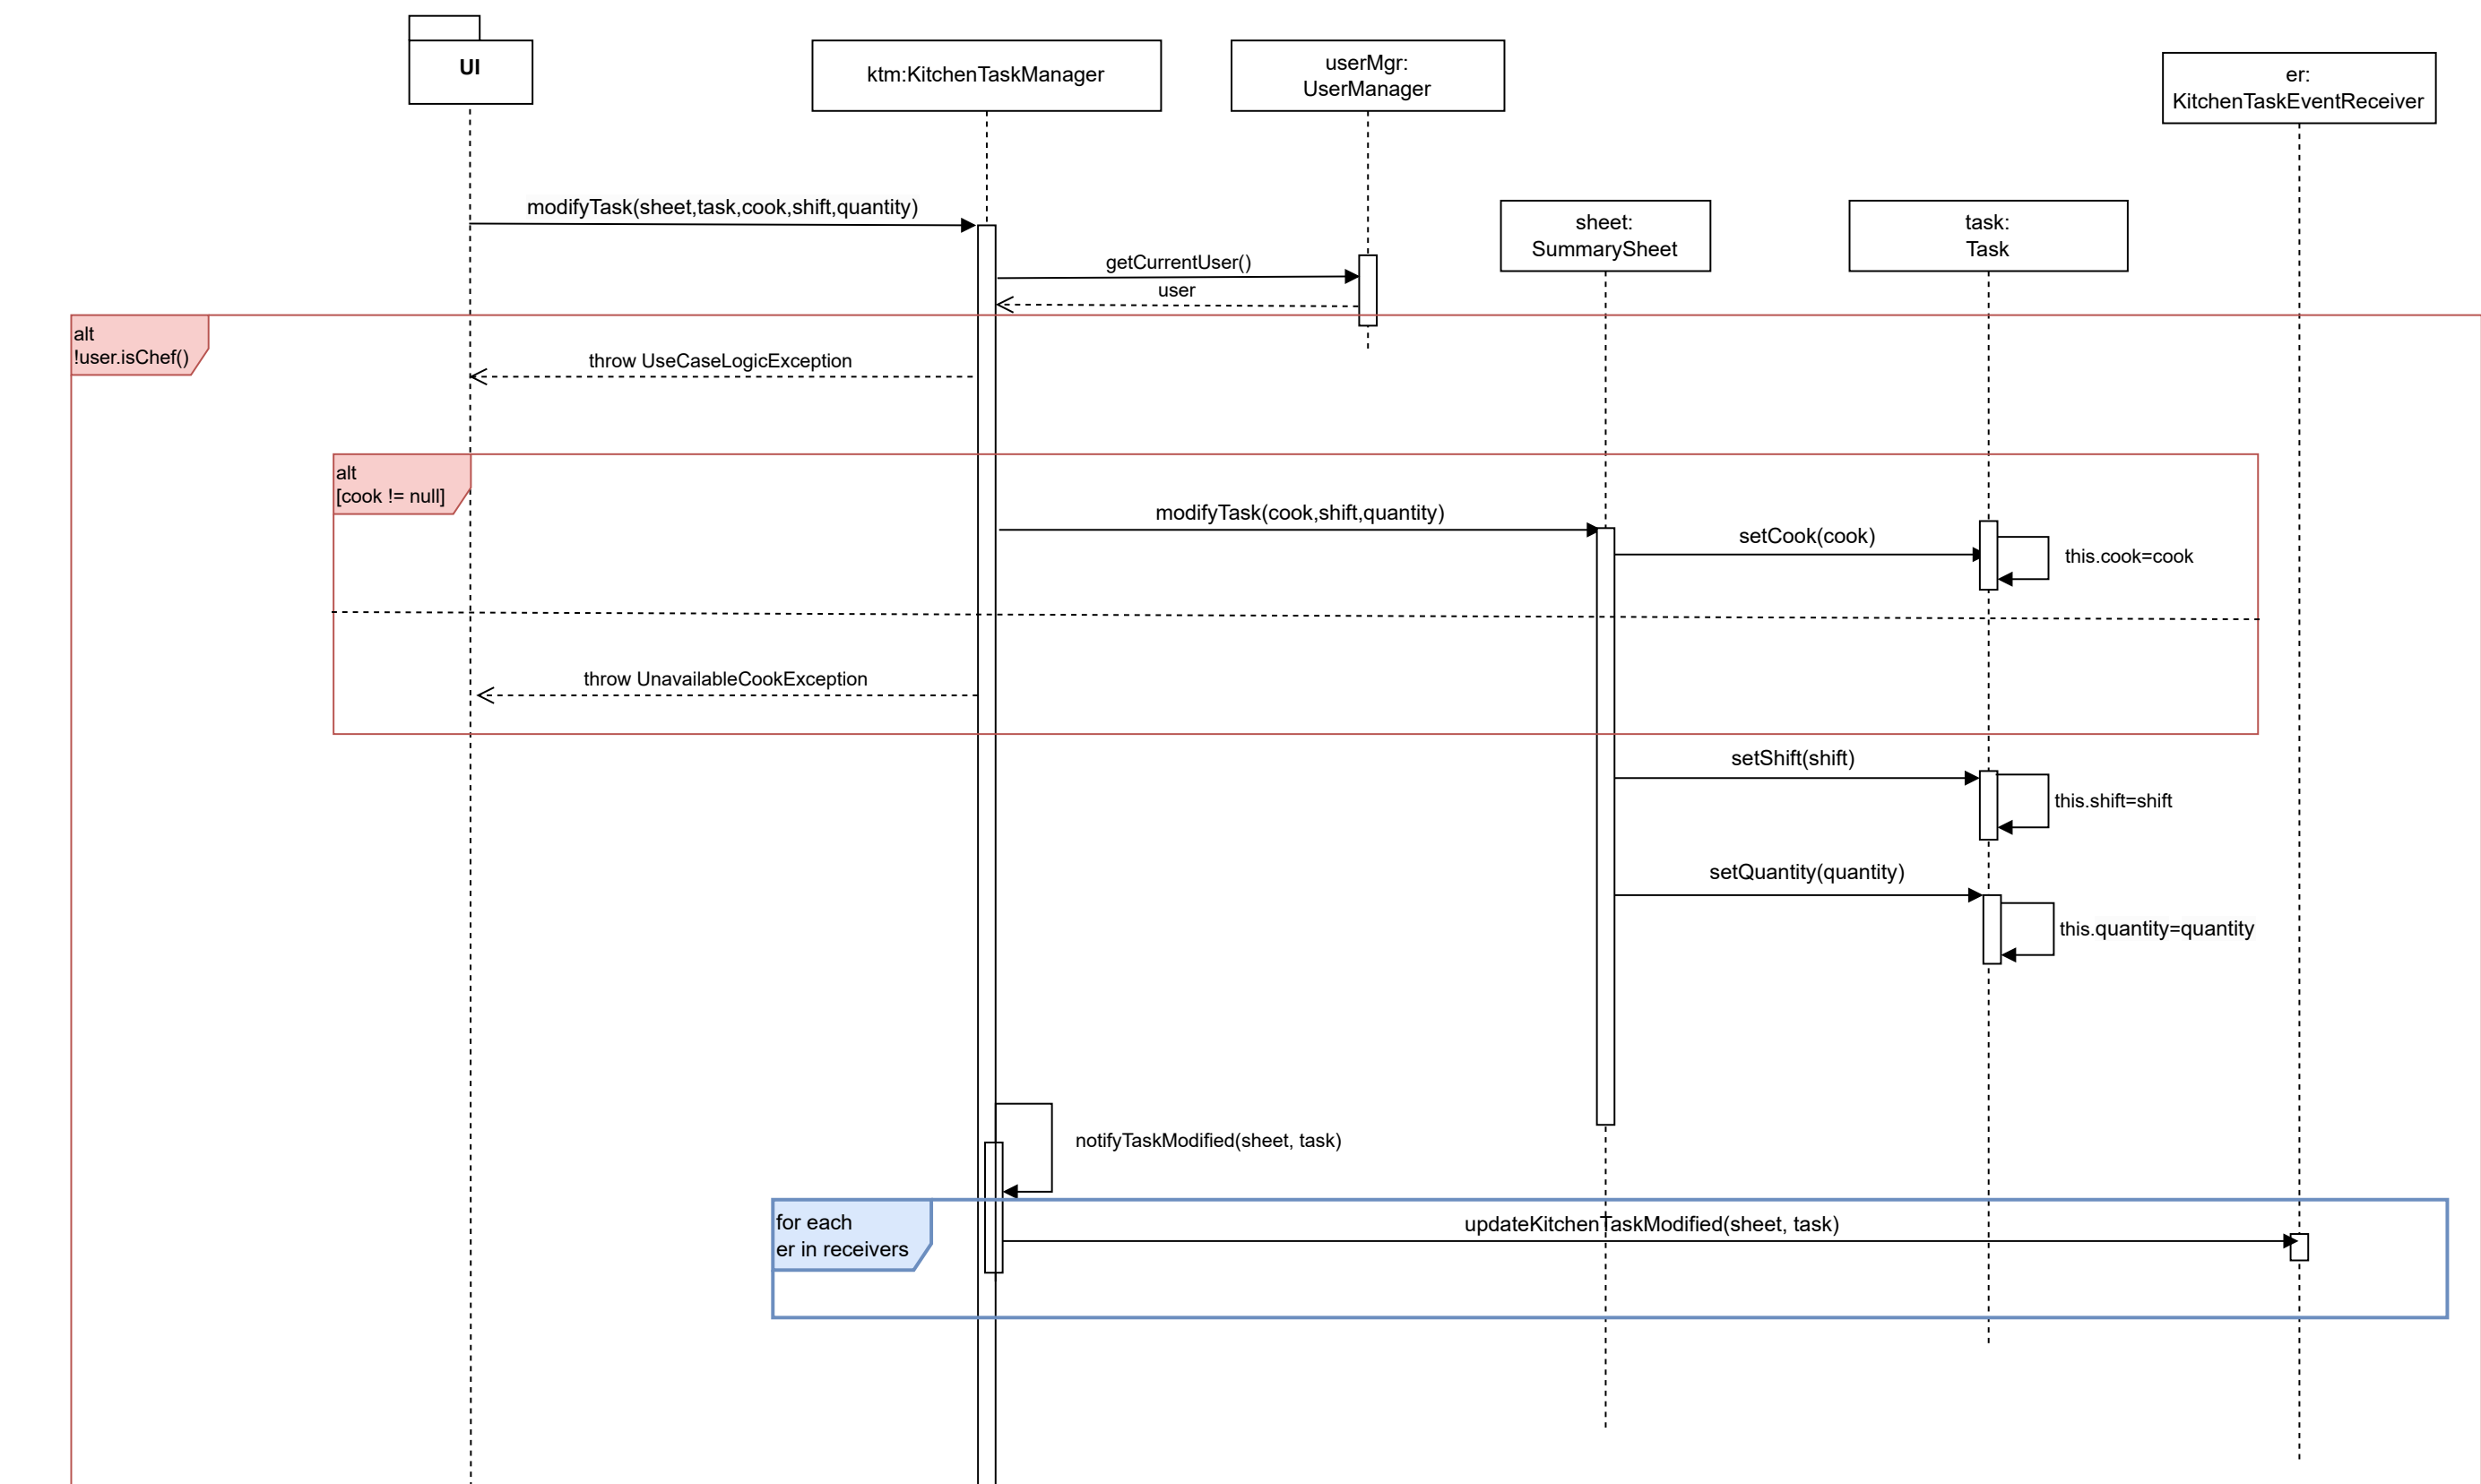 UI
ktm:KitchenTaskManager
userMgr:
UserManager
er:
KitchenTaskEventReceiver
modifyTask(sheet,task,cook,shift,quantity)
sheet:
SummarySheet
task:
Task
getCurrentUser()
user
alt
!user.isChef()
throw UseCaseLogicException
alt
[cook != null]
modifyTask(cook,shift,quantity)
setCook(cook)
this.cook=cook
throw UnavailableCookException
setShift(shift)
this.shift=shift
setQuantity(quantity)
this.quantity=quantity
notifyTaskModified(sheet, task)
for each
er in receivers
updateKitchenTaskModified(sheet, task)